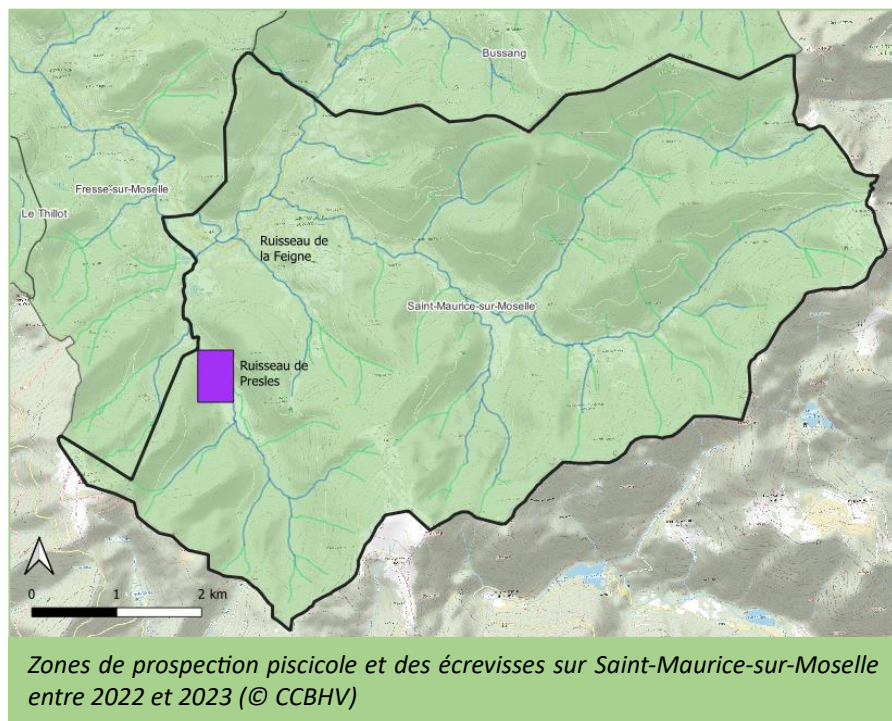 Bussang
Fresse-sur-Moselle
Le Thillot
Ruisseau de
la Feigne
Saint-Maurice-sur-Moselle
Ruisseau de
Presles
0 1 2 km
Zones de prospection piscicole et des écrevisses sur Saint-Maurice-sur-Moselle
entre 2022 et 2023 (© CCBHV)